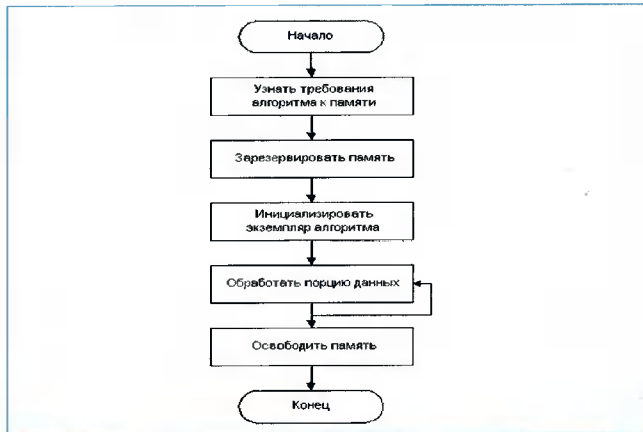 Начало
Узнать требования
алгоритма к памяти
Зарезервировать память
Инициализировать
экземпляр алгоритма
Обработать порцию данных
Освободить память
Конец